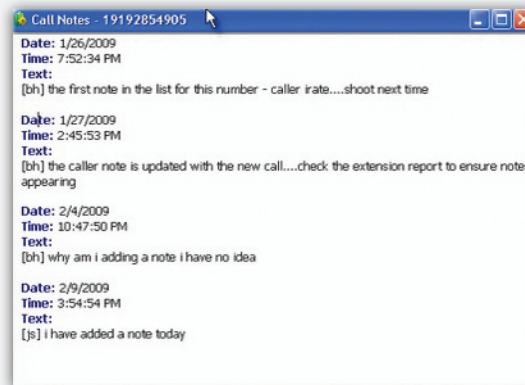 Call Notes - 19192854905
Date: 1/26/2009
Time: 7:52:34 PM
Text:
[bh] the first note in the list for this number - caller irate....shoot next time
Date: 1/27/2009
Time: 2:45:53 PM
Text:
[bh] the caller note is updated with the new call....check the extension report to ensure note
appearing
Date: 2/4/2009
Time: 10:47:50 PM
Text:
[bh] why am i adding a note i have no idea
Date: 2/9/2009
Time: 3:54:54 PM
Text:
[js] i have added a note today